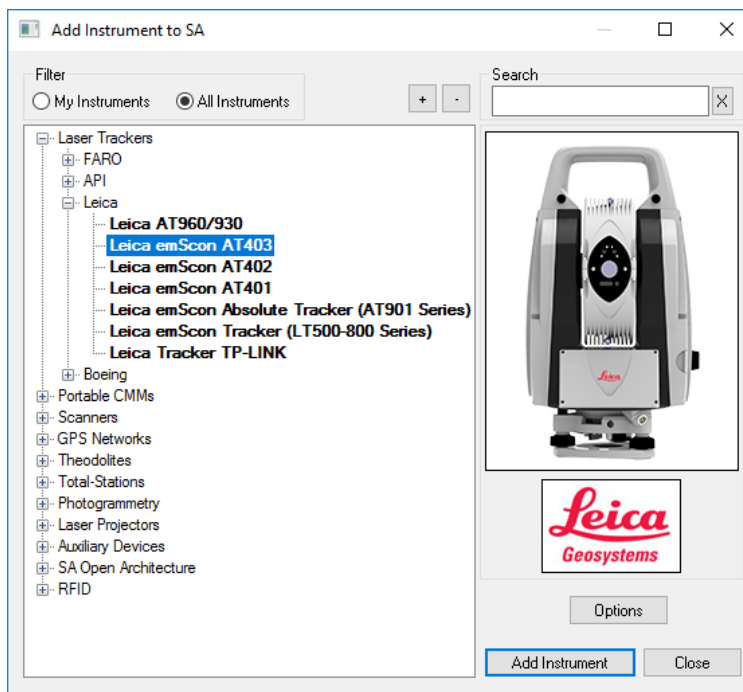 Add Instrument to SA
Filter
My Instruments All Instruments
+ -
Search
X
Laser Trackers
FARO
API
Leica
Leica AT960/930
Leica emScon AT403
Leica emScon AT402
Leica emScon AT401
Leica emScon Absolute Tracker (AT901 Series)
Leica emScon Tracker (LT500-800 Series)
Leica Tracker TP-LINK
Boeing
Portable CMMs
Scanners
GPS Networks
Theodolites
Total-Stations
Photogrammetry
Laser Projectors
Auxiliary Devices
SA Open Architecture
RFID
Leica
Leica
Geosystems
Options
Add Instrument Close